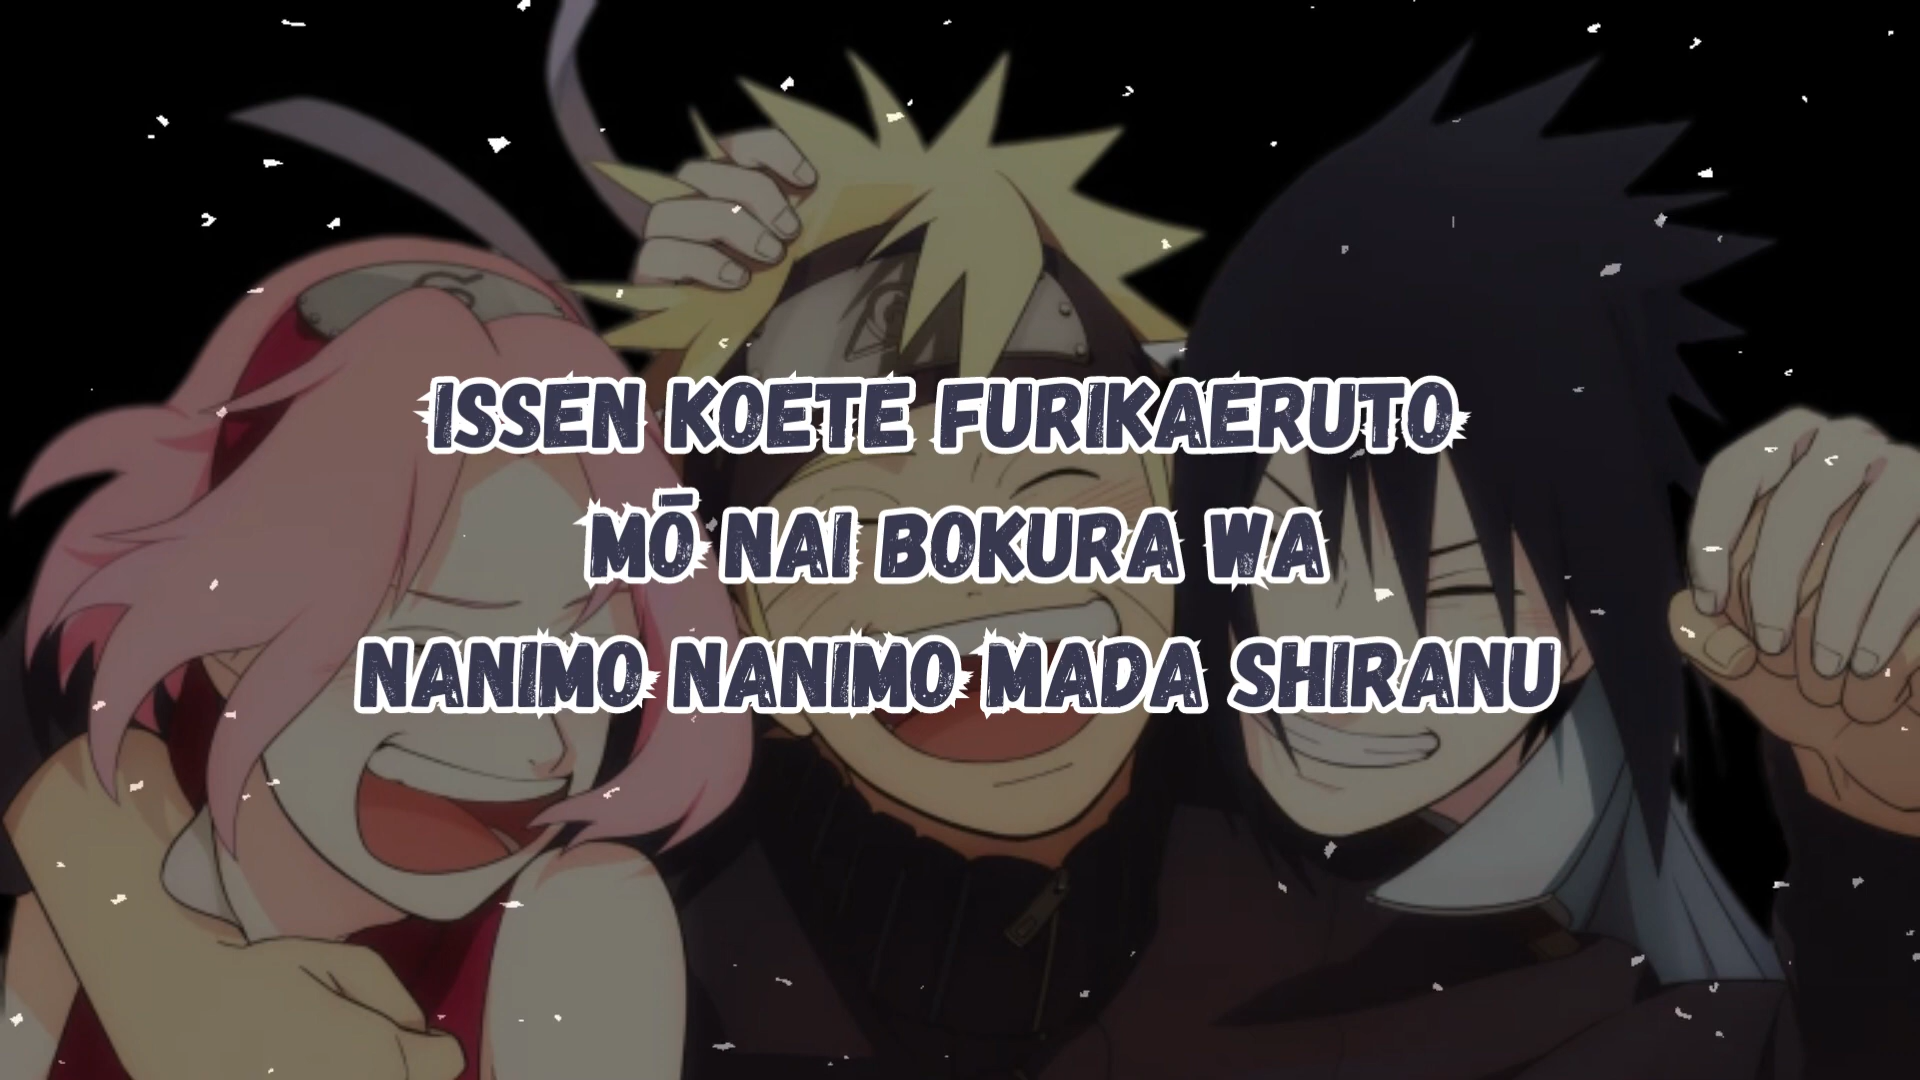 ISSEN KOETE FURIKAERUTO
MŌ NAI BOKURA WA
NANIMO NANIMO MADA SHIRANU